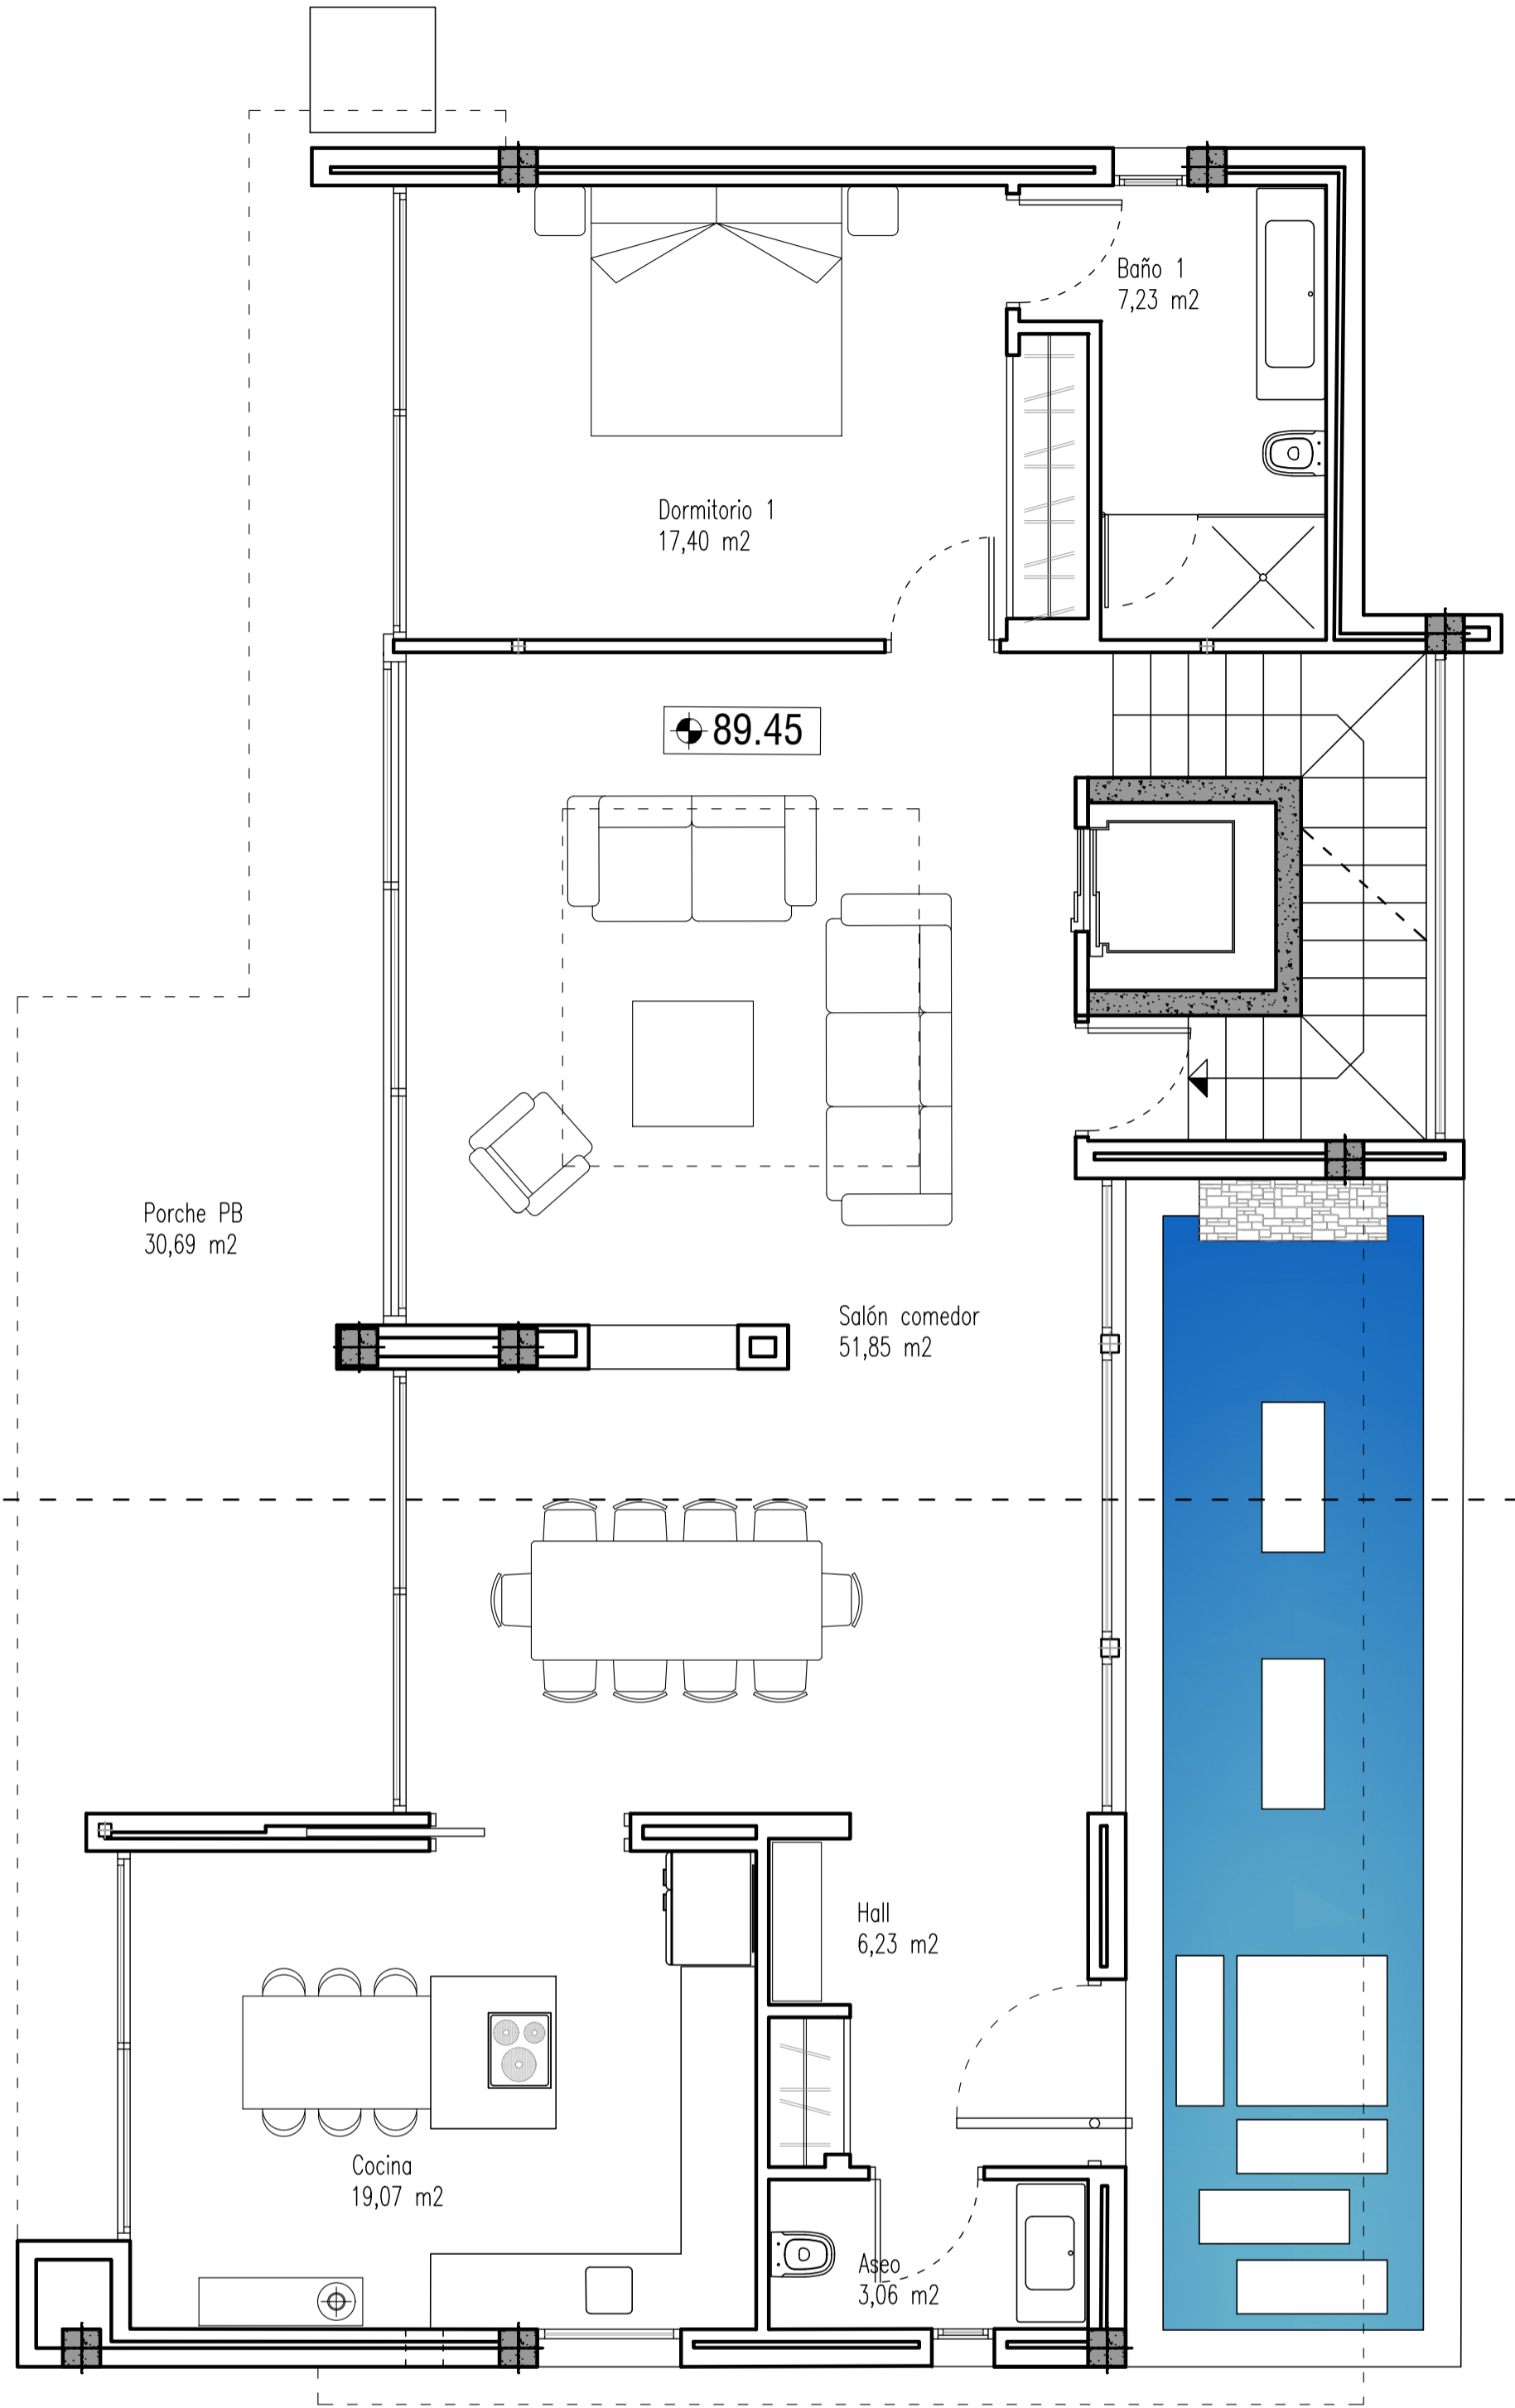 Baño 1
7,23 m2
Dormitorio 1
17,40 m2
89.45
Porche PB
30,69 m2
Salón comedor
51,85 m2
Hall
6,23 m2
Cocina
19,07 m2
Aseo
3,06 m2